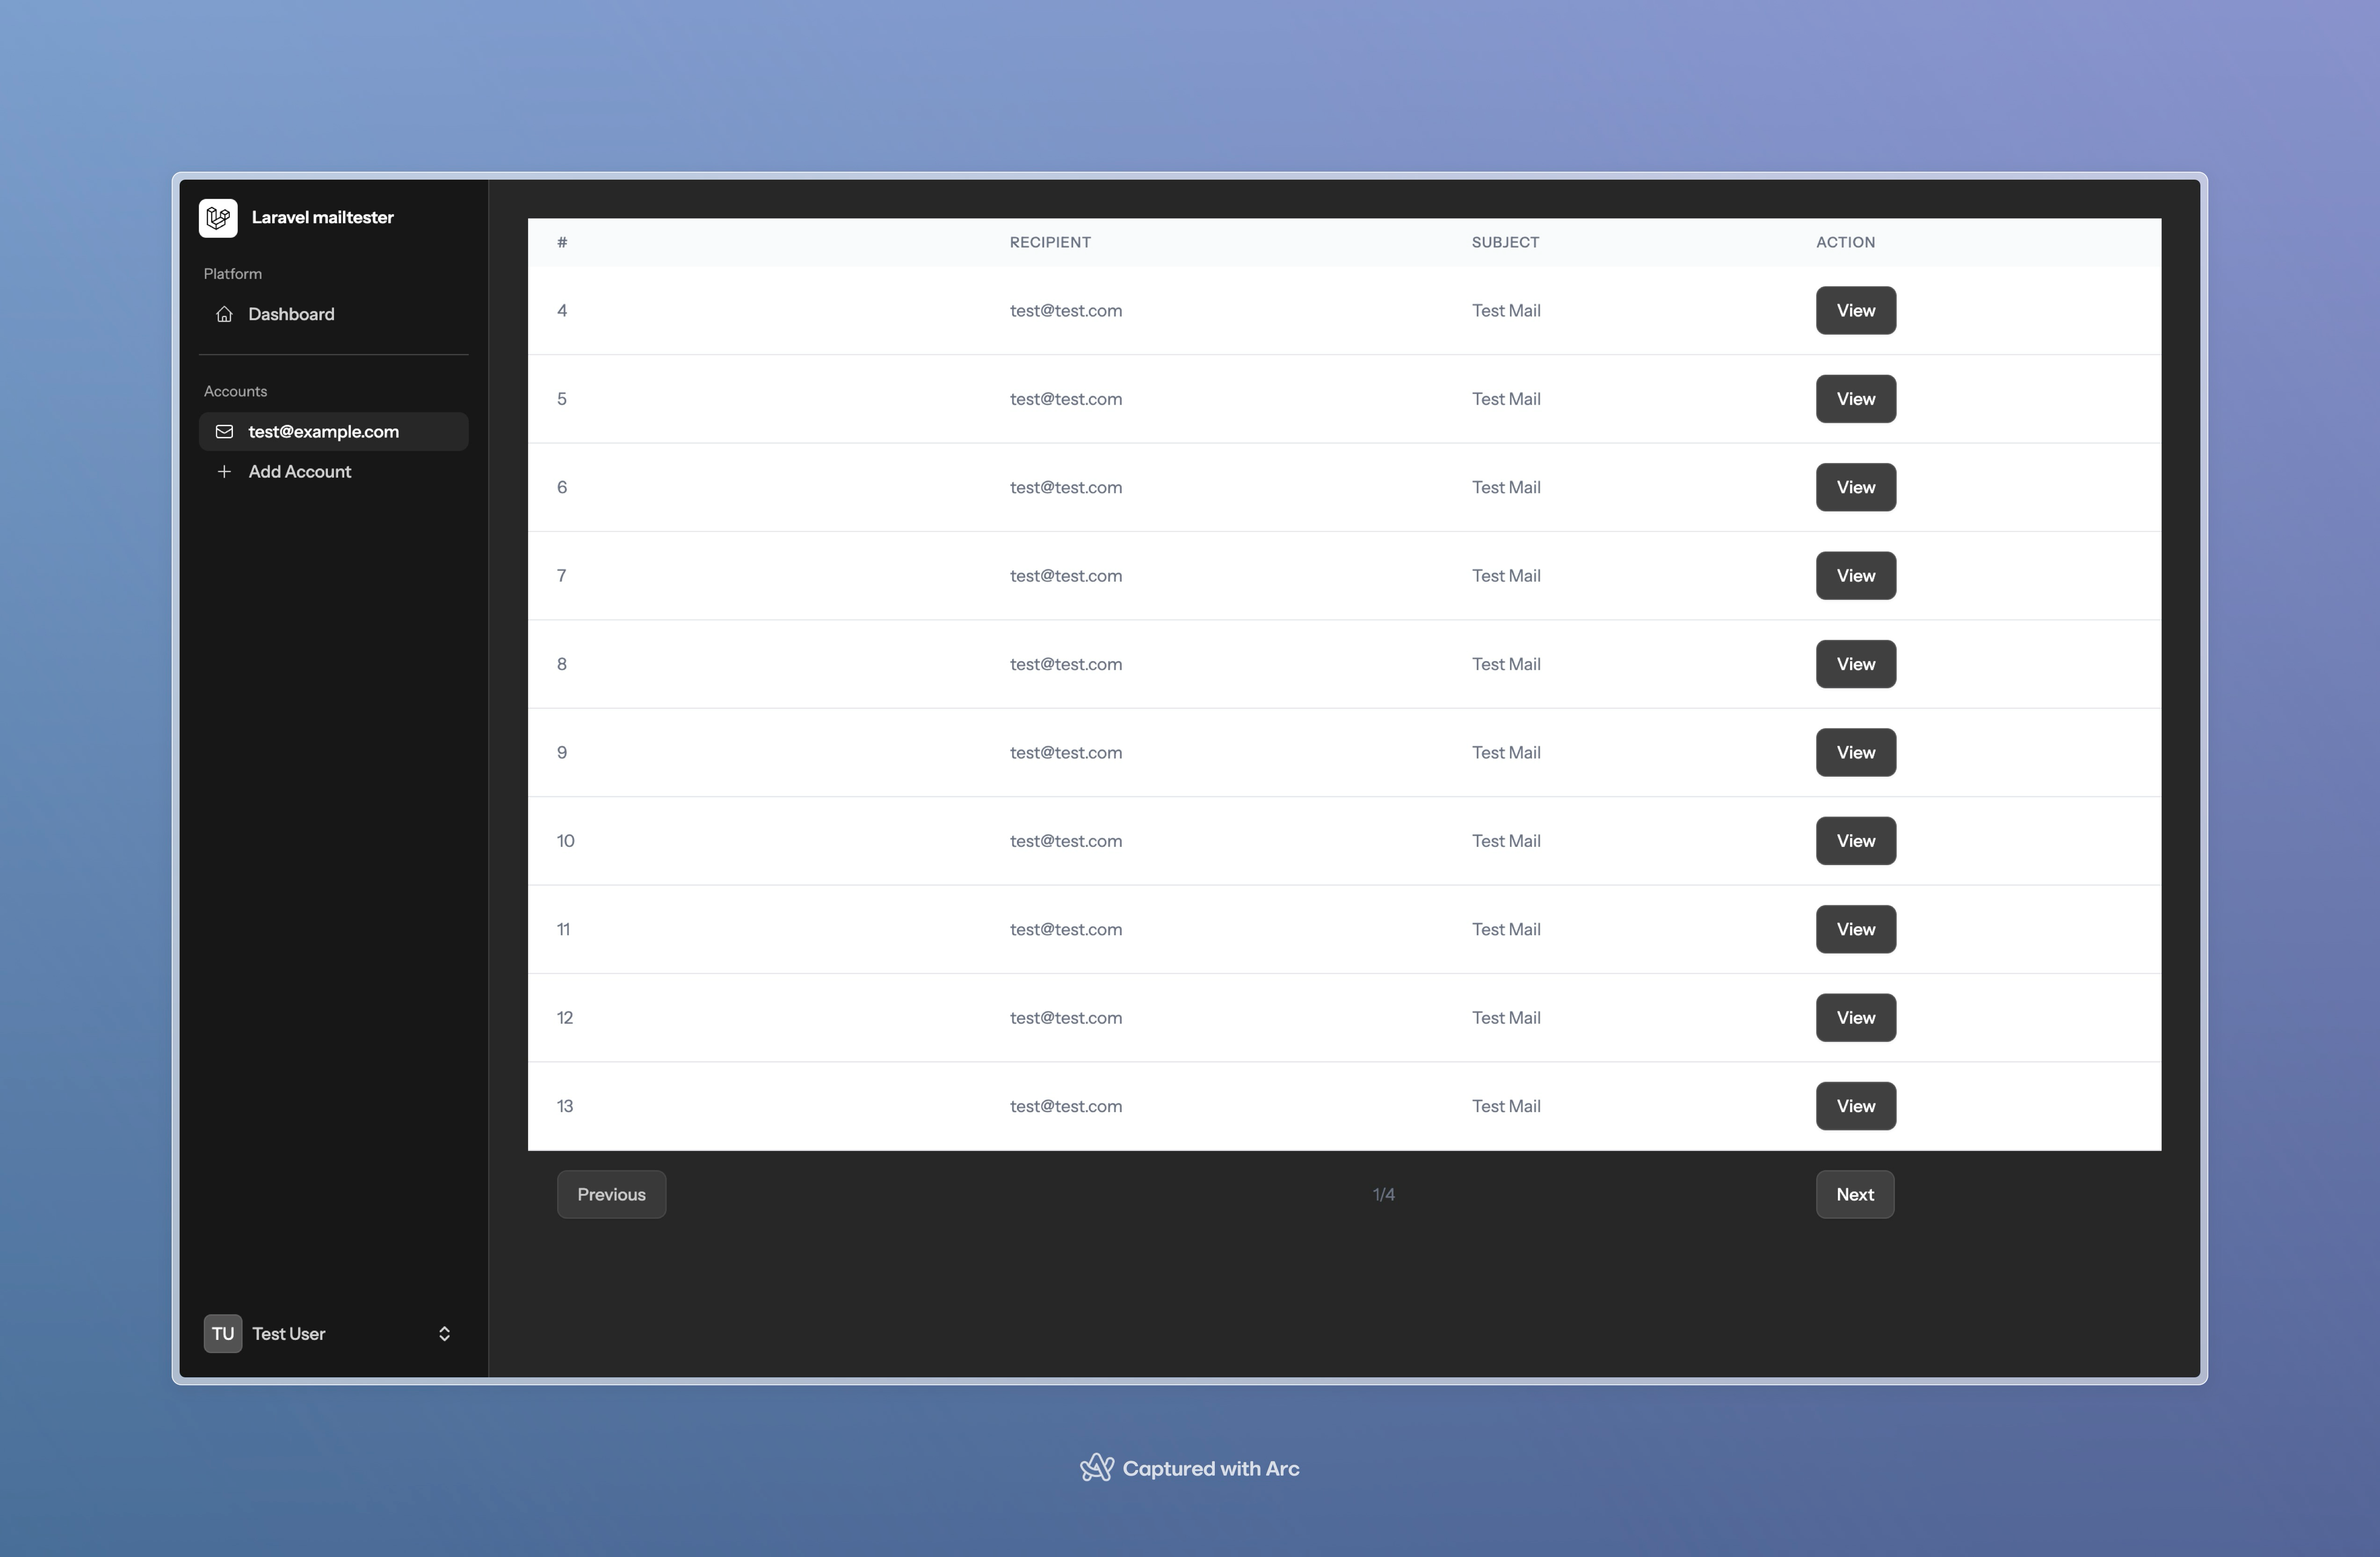 Laravel mailtester
Platform
Dashboard
Accounts
test@example.com
Add Account
TU Test User
# RECIPIENT SUBJECT ACTION
4 test@test.com Test Mail View
5 test@test.com Test Mail View
6 test@test.com Test Mail View
7 test@test.com Test Mail View
8 test@test.com Test Mail View
9 test@test.com Test Mail View
10 test@test.com Test Mail View
11 test@test.com Test Mail View
12 test@test.com Test Mail View
13 test@test.com Test Mail View
Previous 1/4 Next
Captured with Arc